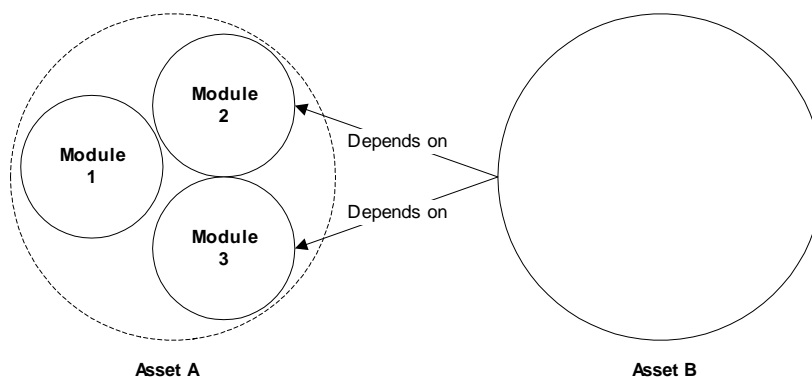 Module
1
Module
2
Module
3
Depends on
Depends on
Asset A
Asset B